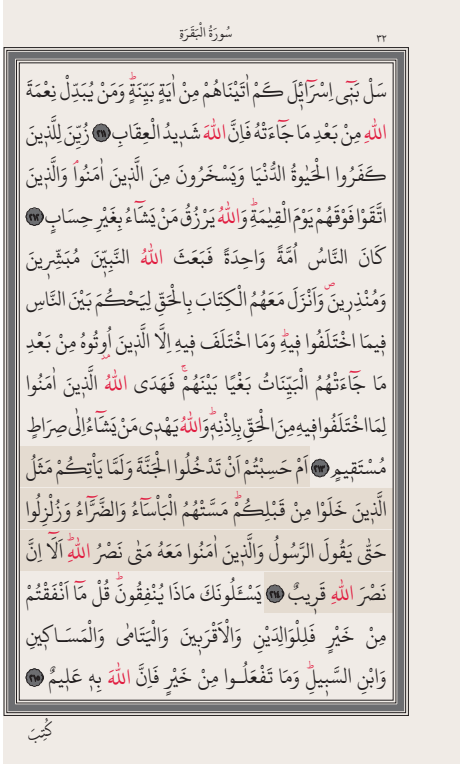 ٣٢
سُورَةُ الْبَقَرَةِ
سَلْ بَنٖٓي اِسْرَٓائٖلَ كَمْ اٰتَيْنَاهُمْ مِنْ اٰيَةٍ بَيِّنَةٍۜ وَمَنْ يُبَدِّلْ نِعْمَةَ
اللّٰهِ مِنْ بَعْدِ مَا جَٓاءَتْهُ فَاِنَّ اللّٰهَ شَدٖيدُ الْعِقَابِ ﴿٢١١﴾ زُيِّنَ لِلَّذٖينَ
كَفَرُوا الْحَيٰوةُ الدُّنْيَا وَيَسْخَرُونَ مِنَ الَّذٖينَ اٰمَنُواۢ وَالَّذٖينَ
اتَّقَوْا فَوْقَهُمْ يَوْمَ الْقِيٰمَةِۜ وَاللّٰهُ يَرْزُقُ مَنْ يَشَٓاءُ بِغَيْرِ حِسَابٍ ﴿٢١٢﴾
كَانَ النَّاسُ اُمَّةً وَاحِدَةً فَبَعَثَ اللّٰهُ النَّبِيّٖنَ مُبَشِّرٖينَ
وَمُنْذِرٖينَۖ وَاَنْزَلَ مَعَهُمُ الْكِتَابَ بِالْحَقِّ لِيَحْكُمَ بَيْنَ النَّاسِ
فٖيمَا اخْتَلَفُوا فٖيهِۜ وَمَا اخْتَلَفَ فٖيهِ اِلَّا الَّذٖينَ اُو۫تُوهُ مِنْ بَعْدِ
مَا جَٓاءَتْهُمُ الْبَيِّنَاتُ بَغْيًا بَيْنَهُمْۚ فَهَدَى اللّٰهُ الَّذٖينَ اٰمَنُوا
لِمَا اخْتَلَفُوا فٖيهِ مِنَ الْحَقِّ بِاِذْنِهٖۜ وَاللّٰهُ يَهْدٖي مَنْ يَشَٓاءُ اِلٰى صِرَاطٍ
مُسْتَقٖيمٍ ﴿٢١٣﴾ اَمْ حَسِبْتُمْ اَنْ تَدْخُلُوا الْجَنَّةَ وَلَمَّا يَاْتِكُمْ مَثَلُ
الَّذٖينَ خَلَوْا مِنْ قَبْلِكُمْۜ مَسَّتْهُمُ الْبَاْسَٓاءُ وَالضَّرَّٓاءُ وَزُلْزِلُوا
حَتّٰى يَقُولَ الرَّسُولُ وَالَّذٖينَ اٰمَنُوا مَعَهُ مَتٰى نَصْرُ اللّٰهِۜ اَلَٓا اِنَّ
نَصْرَ اللّٰهِ قَرٖيبٌ ﴿٢١٤﴾ يَسْـَٔلُونَكَ مَاذَا يُنْفِقُونَۜ قُلْ مَٓا اَنْفَقْتُمْ
مِنْ خَيْرٍ فَلِلْوَالِدَيْنِ وَالْاَقْرَبٖينَ وَالْيَتَامٰى وَالْمَسَاكٖينِ
وَابْنِ السَّبٖيلِۜ وَمَا تَفْعَلُوا مِنْ خَيْرٍ فَاِنَّ اللّٰهَ بِهٖ عَلٖيمٌ ﴿٢١٥﴾
كُتِبَ